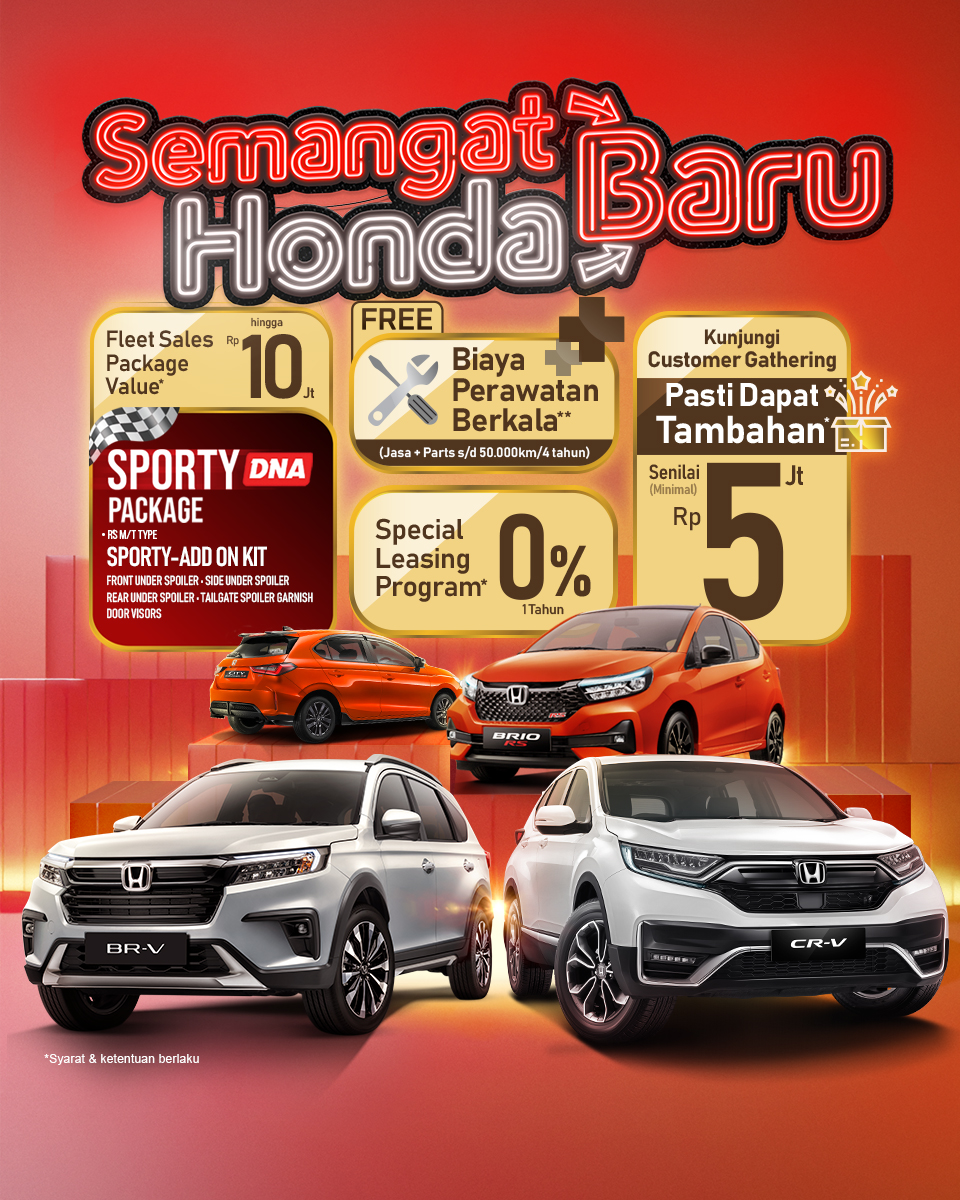 Semangat
Honda
Baru
Fleet Sales
Package
Value*
hingga
Rp 10 Jt
SPORTY DNA
PACKAGE
• RS M/T TYPE
SPORTY-ADD ON KIT
FRONT UNDER SPOILER • SIDE UNDER SPOILER
REAR UNDER SPOILER • TAILGATE SPOILER GARNISH
DOOR VISORS
FREE
Biaya
Perawatan
Berkala**
(Jasa + Parts s/d 50.000km/4 tahun)
Special
Leasing
Program*
0%
1Tahun
Kunjungi
Customer Gathering
Pasti Dapat
Tambahan*
Senilai
(Minimal)
Rp 5 Jt
CITY
RS
BRIO
RS
BR-V
CR-V
*Syarat & ketentuan berlaku